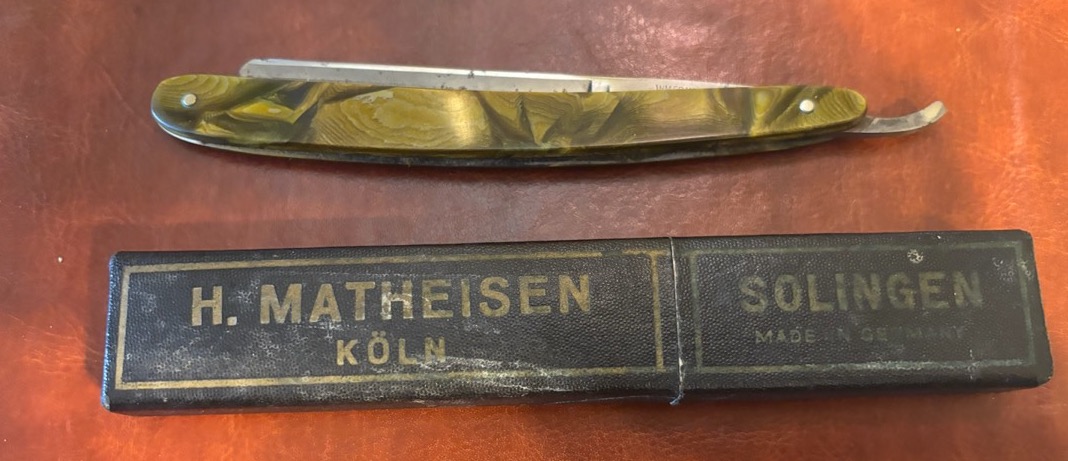 H. MATHEISEN
KÖLN
SOLINGEN
MADE IN GERMANY